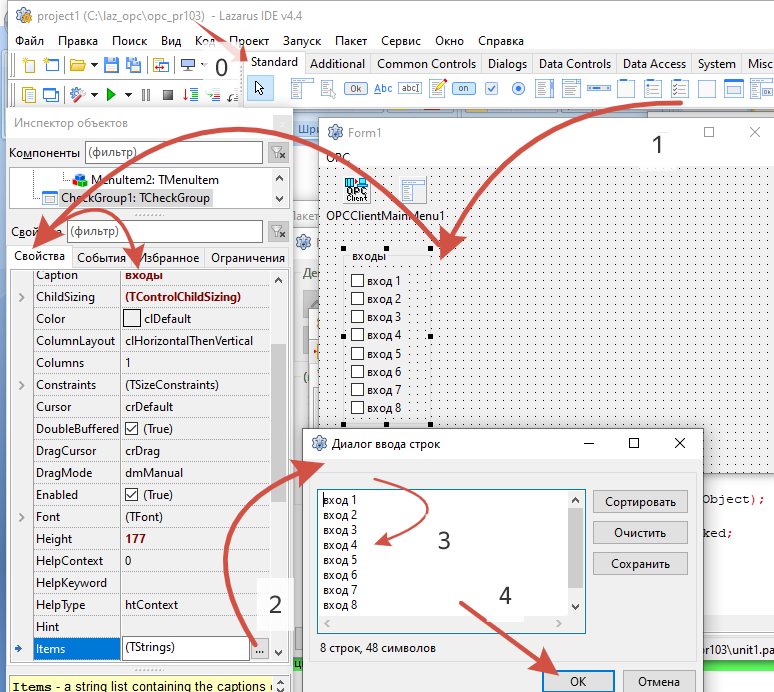 project1 (C:\laz_opc\opc_pr103) - Lazarus IDE v4.4
Файл Правка Поиск Вид Проект Запуск Пакет Сервис Окно Справка
0
Standard Additional Common Controls Dialogs Data Controls Data Access System Misc
Ok Abc abcI on Ok
Инспектор объектов
Компоненты (фильтр)
MenuItem2: TMenuItem
CheckGroup1: TCheckGroup
(фильтр)
Свойства События Избранное Ограничения
Caption входы
ChildSizing (TControlChildSizing)
Color clDefault
ColumnLayout clHorizontalThenVertical
Columns 1
Constraints (TSizeConstraints)
Cursor crDefault
DoubleBuffered (True)
DragCursor crDrag
DragMode dmManual
Enabled (True)
Font (TFont)
Height 177
HelpContext 0
HelpKeyword
HelpType htContext
Hint
Items (TStrings) ...
Items - a string list containing the captions
2
Form1
1
OPC
OPC
Client
OPCClientMainMenu1
входы
вход 1
вход 2
вход 3
вход 4
вход 5
вход 6
вход 7
вход 8
Диалог ввода строк
вход 1
вход 2
вход 3
вход 4
вход 5
вход 6
вход 7
вход 8
3
4
Сортировать
Очистить
Сохранить
8 строк, 48 символов
OK Отмена
Object);
ked;
pr103\unit1.pa